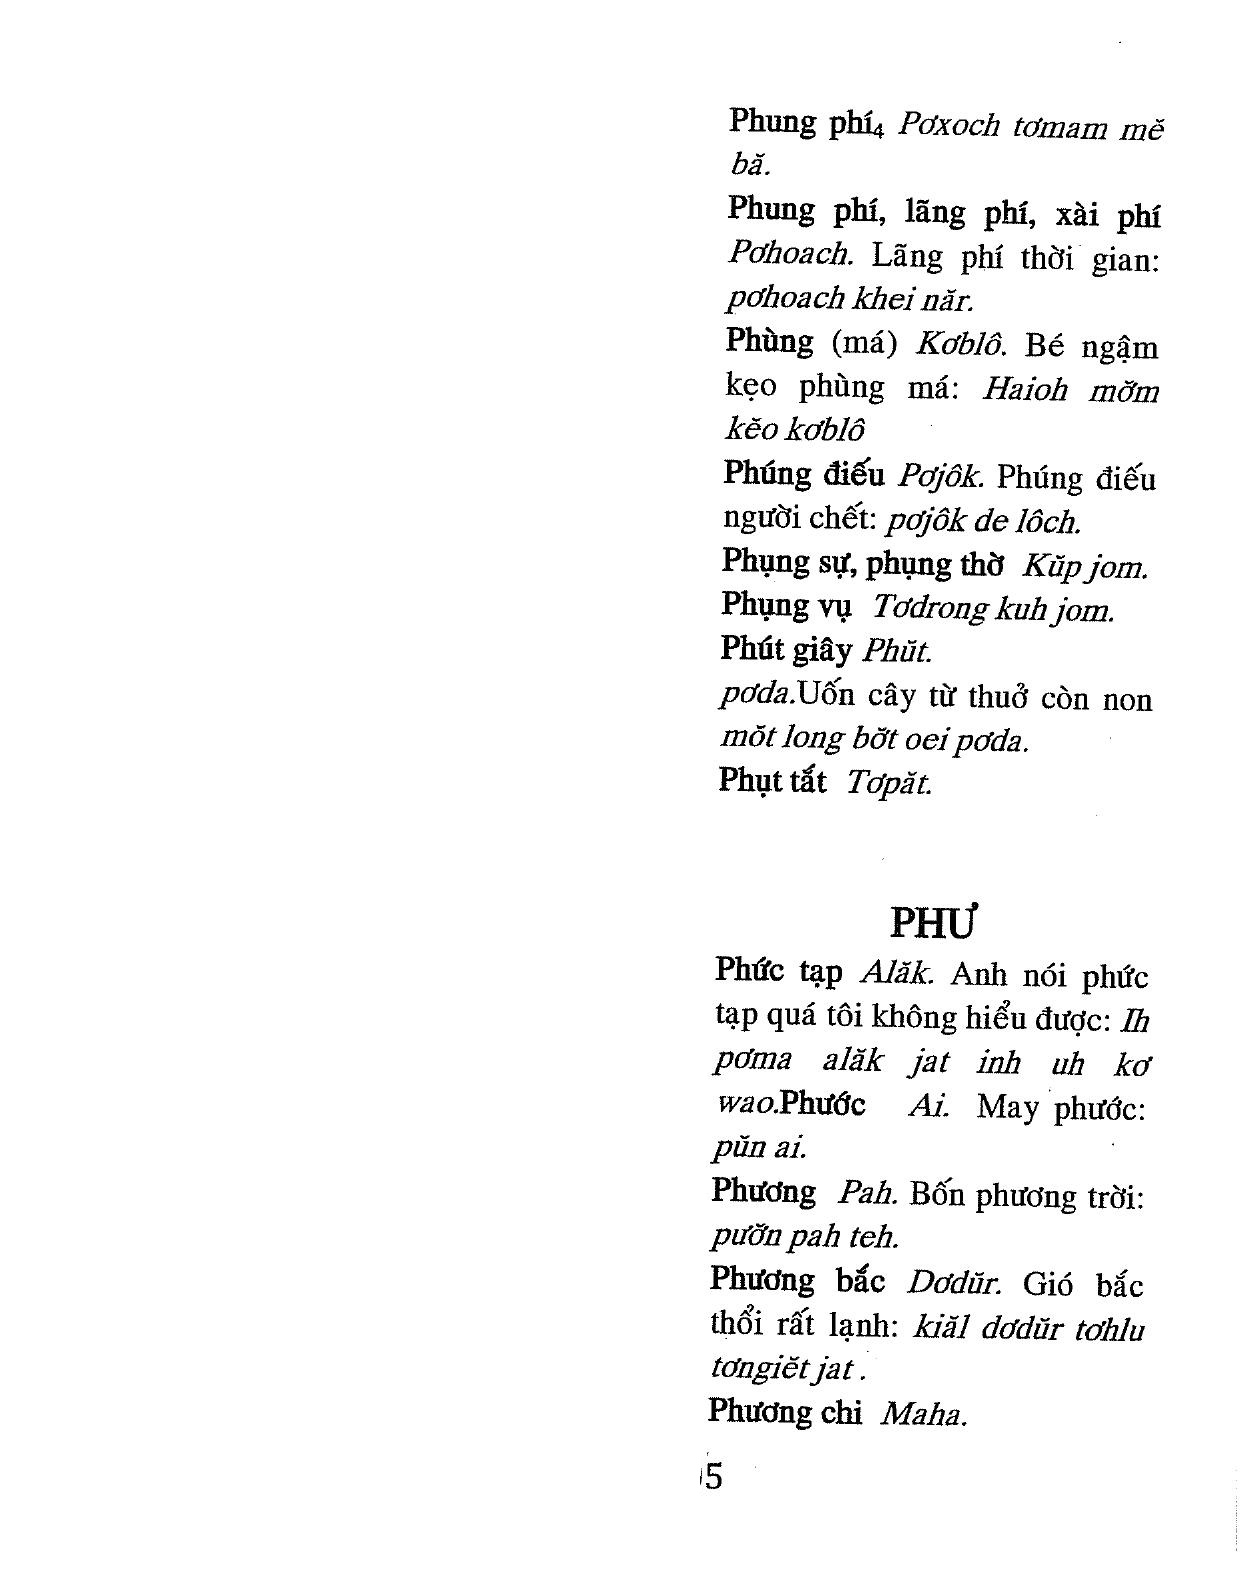 Phung phí4 Pơxoch tơmam mĕ
bă.
Phung phí, lãng phí, xài phí
Pơhoach. Lãng phí thời gian:
pơhoach khei năr.
Phùng (má) Kơblô. Bé ngậm
kẹo phùng má: Haioh mơ̆m
kĕo kơblô
Phúng điếu Pơjôk. Phúng điếu
người chết: pơjôk de lôch.
Phụng sự, phụng thờ Kŭp jom.
Phụng vụ Tơdrong kuh jom.
Phút giây Phŭt.
pơda.Uốn cây từ thuở còn non
mŏt long bơ̆t oei pơda.
Phụt tắt Tơpăt.
PHƯ
Phức tạp Alăk. Anh nói phức
tạp quá tôi không hiểu được: Ih
pơma alăk jat inh uh kơ
wao.Phước Ai. May phước:
pŭn ai.
Phương Pah. Bốn phương trời:
pươ̆n pah teh.
Phương bắc Dơdŭr. Gió bắc
thổi rất lạnh: kiăl dơdŭr tơhlu
tơngiĕt jat .
Phương chi Maha.
5